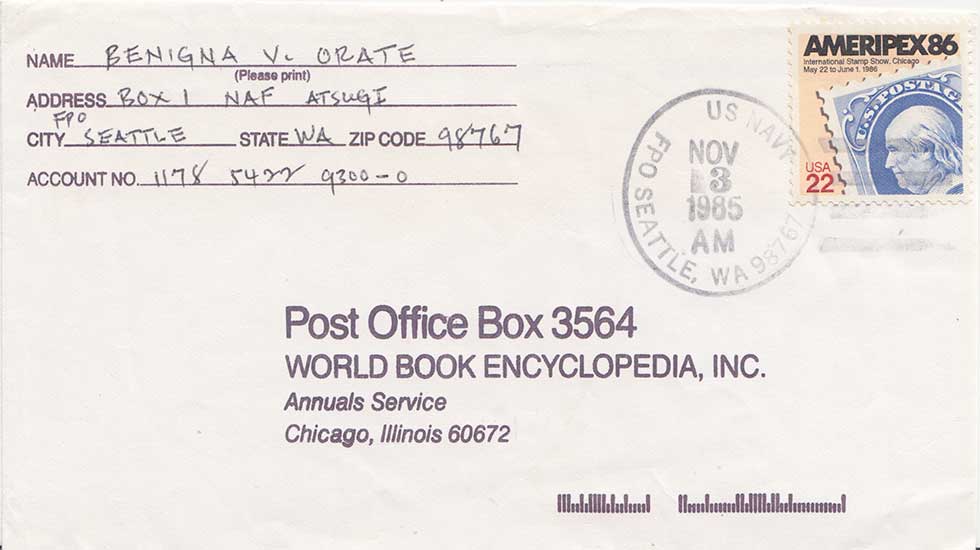 NAME BENIGNA V. ORATE
(Please print)
ADDRESS BOX 1 NAF ATSUGI
FPO
CITY SEATTLE STATE WA ZIP CODE 98767
ACCOUNT NO. 1178 5422 9300-0
AMERIPEX86
International Stamp Show, Chicago
May 22 to June 1, 1986
U.S. POSTAG
USA
22
US NAVY
NOV
3
1985
AM
FPO SEATTLE, WA 98767
Post Office Box 3564
WORLD BOOK ENCYCLOPEDIA, INC.
Annuals Service
Chicago, Illinois 60672